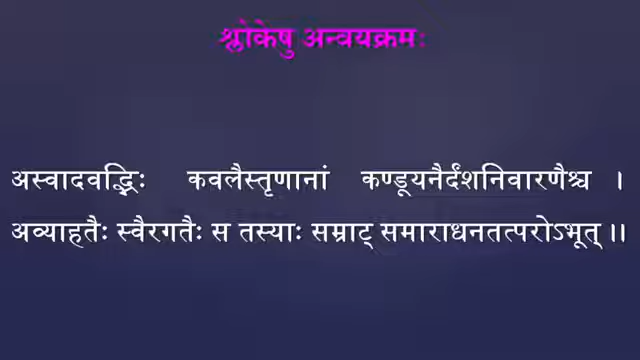 श्लोकेषु अन्वयक्रमः
अस्वादवद्भिः कवलैस्तृणानां कण्डूयनैर्दंशनिवारणैश्च ।
अव्याहतैः स्वैरगतैः स तस्याः सम्राट् समाराधनतत्परोऽभूत् ।।